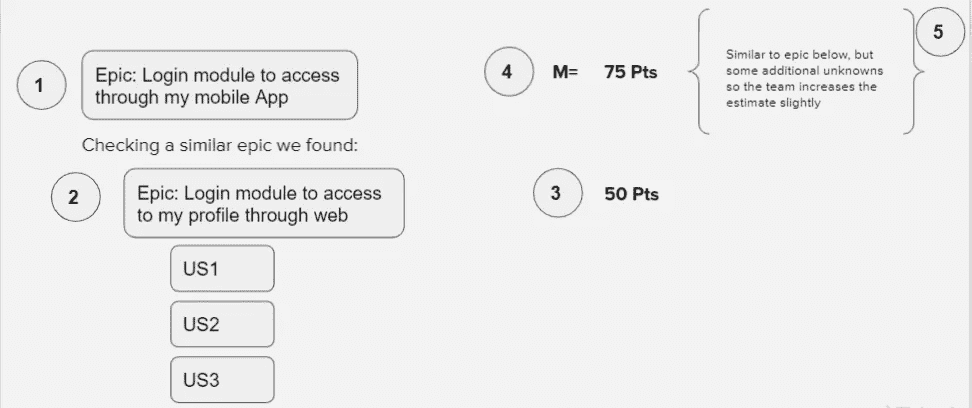 1
Epic: Login module to access
through my mobile App
4
M= 75 Pts
Similar to epic below, but
some additional unknowns
so the team increases the
estimate slightly
5
Checking a similar epic we found:
2
Epic: Login module to access
to my profile through web
3
50 Pts
US1
US2
US3